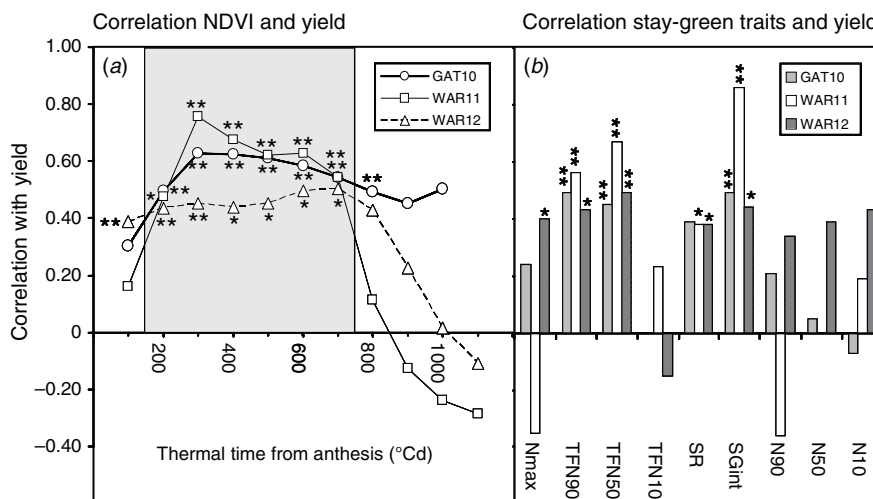 Correlation NDVI and yield
Correlation stay-green traits and yield
Correlation with yield
1.00
0.80
0.60
0.40
0.20
0
–0.20
–0.40
(a)
GAT10
WAR11
WAR12
** * ** ** ** ** ** ** ** ** ** ** ** ** ** * * * * **
200
400
600
800
1000
Thermal time from anthesis (°Cd)
(b)
GAT10
WAR11
WAR12
* ** ** * ** ** ** * * ** ** *
Nmax
TFN90
TFN50
TFN10
SR
SGint
N90
N50
N10